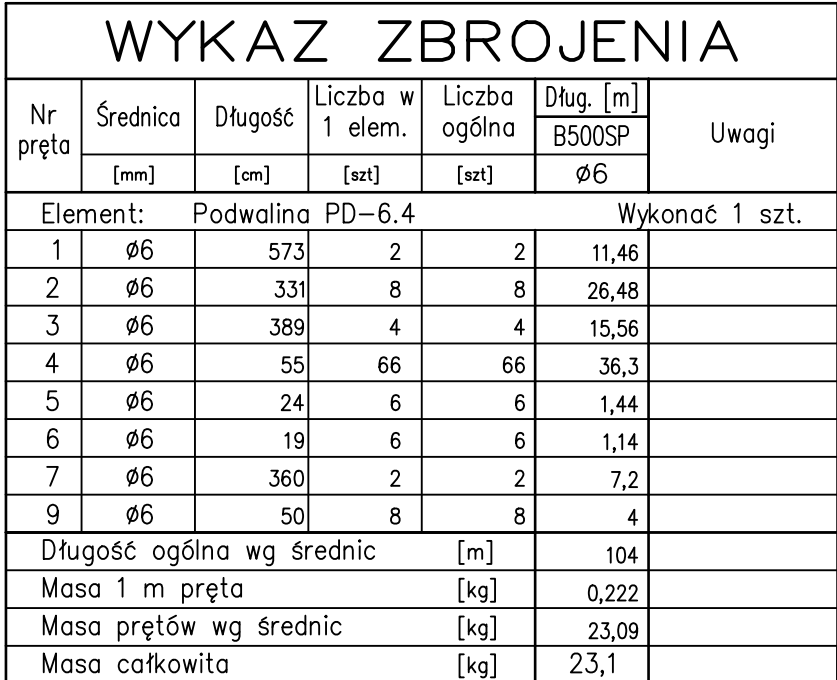 WYKAZ ZBROJENIA
Nr pręta Średnica Długość Liczba w 1 elem. Liczba ogólna Dług. [m] Uwagi
B500SP
[mm] [cm] [szt] [szt] Ø6
Element: Podwalina PD-6.4 Wykonać 1 szt.
1 Ø6 573 2 2 11,46
2 Ø6 331 8 8 26,48
3 Ø6 389 4 4 15,56
4 Ø6 55 66 66 36,3
5 Ø6 24 6 6 1,44
6 Ø6 19 6 6 1,14
7 Ø6 360 2 2 7,2
9 Ø6 50 8 8 4
Długość ogólna wg średnic [m] 104
Masa 1 m pręta [kg] 0,222
Masa prętów wg średnic [kg] 23,09
Masa całkowita [kg] 23,1